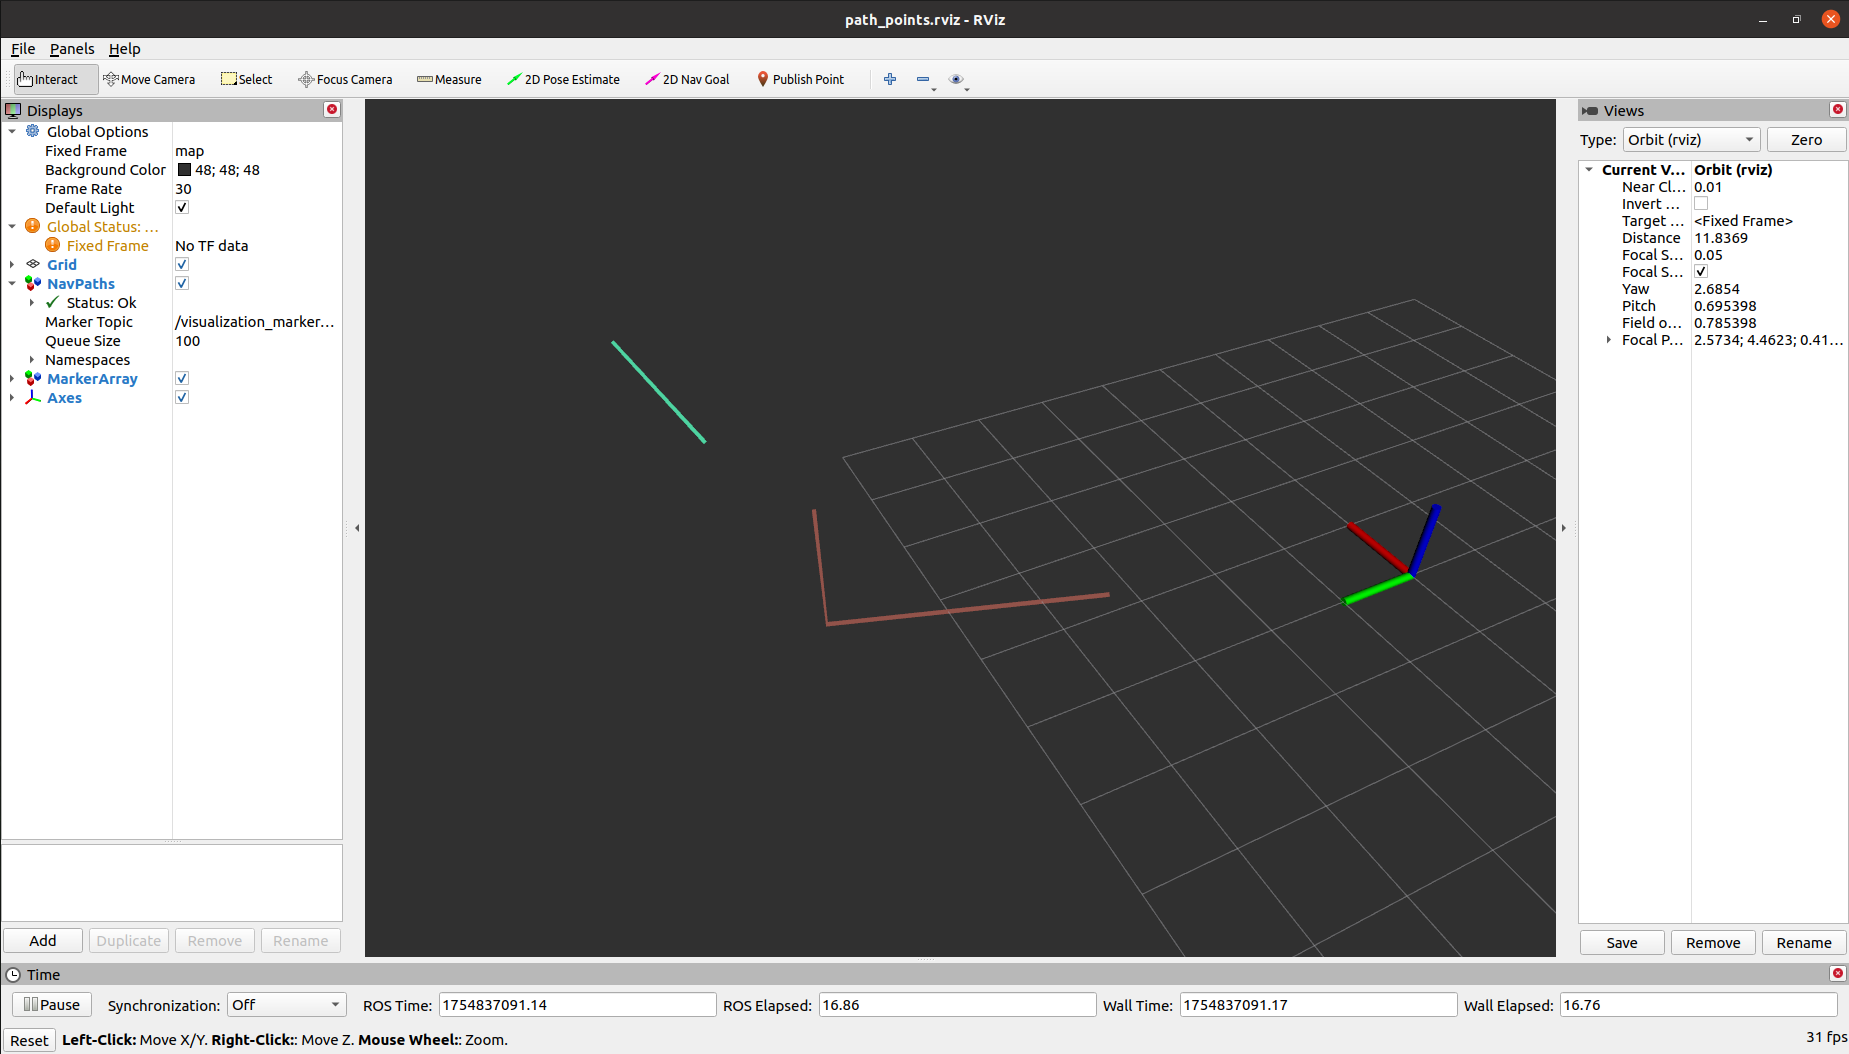 path_points.rviz - RViz
File Panels Help
Interact Move Camera Select Focus Camera Measure 2D Pose Estimate 2D Nav Goal Publish Point
Displays
Global Options
Fixed Frame map
Background Color 48; 48; 48
Frame Rate 30
Default Light
Global Status: ...
Fixed Frame No TF data
Grid
NavPaths
Status: Ok
Marker Topic /visualization_marker...
Queue Size 100
Namespaces
MarkerArray
Axes
Add Duplicate Remove Rename
Views
Type: Orbit (rviz) Zero
Current V... Orbit (rviz)
Near Cl... 0.01
Invert ...
Target ... <Fixed Frame>
Distance 11.8369
Focal S... 0.05
Focal S...
Yaw 2.6854
Pitch 0.695398
Field o... 0.785398
Focal P... 2.5734; 4.4623; 0.41...
Save Remove Rename
Time
Pause Synchronization: Off ROS Time: 1754837091.14 ROS Elapsed: 16.86 Wall Time: 1754837091.17 Wall Elapsed: 16.76
Reset Left-Click: Move X/Y. Right-Click:: Move Z. Mouse Wheel:: Zoom. 31 fps